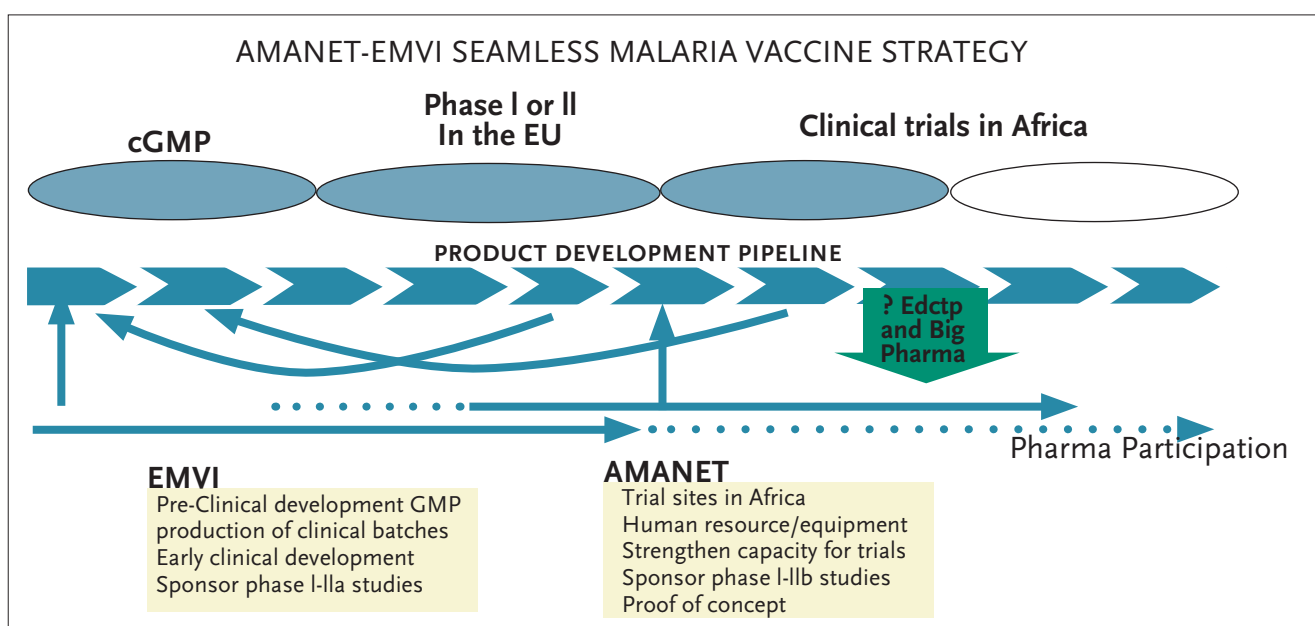 AMANET-EMVI SEAMLESS MALARIA VACCINE STRATEGY
cGMP
Phase l or ll
In the EU
Clinical trials in Africa
PRODUCT DEVELOPMENT PIPELINE
? Edctp
and Big
Pharma
Pharma Participation
EMVI
Pre-Clinical development GMP
production of clinical batches
Early clinical development
Sponsor phase l-lla studies
AMANET
Trial sites in Africa
Human resource/equipment
Strengthen capacity for trials
Sponsor phase l-llb studies
Proof of concept